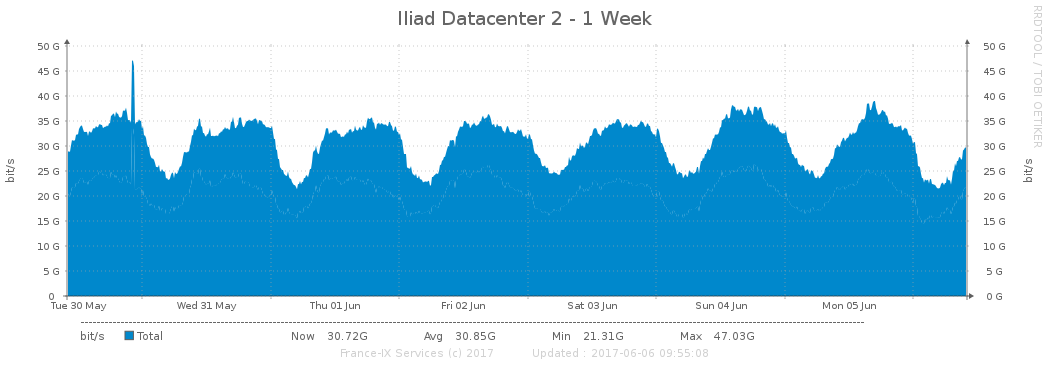 Iliad Datacenter 2 - 1 Week
RRDTOOL / TOBI OETIKER
bit/s
50 G 50 G
45 G 45 G
40 G 40 G
35 G 35 G
30 G 30 G
25 G 25 G
20 G 20 G
15 G 15 G
10 G 10 G
5 G 5 G
0 0 G
bit/s
Tue 30 May Wed 31 May Thu 01 Jun Fri 02 Jun Sat 03 Jun Sun 04 Jun Mon 05 Jun
bit/s Total Now 30.72G Avg 30.85G Min 21.31G Max 47.03G
France-IX Services (c) 2017 Updated : 2017-06-06 09:55:08